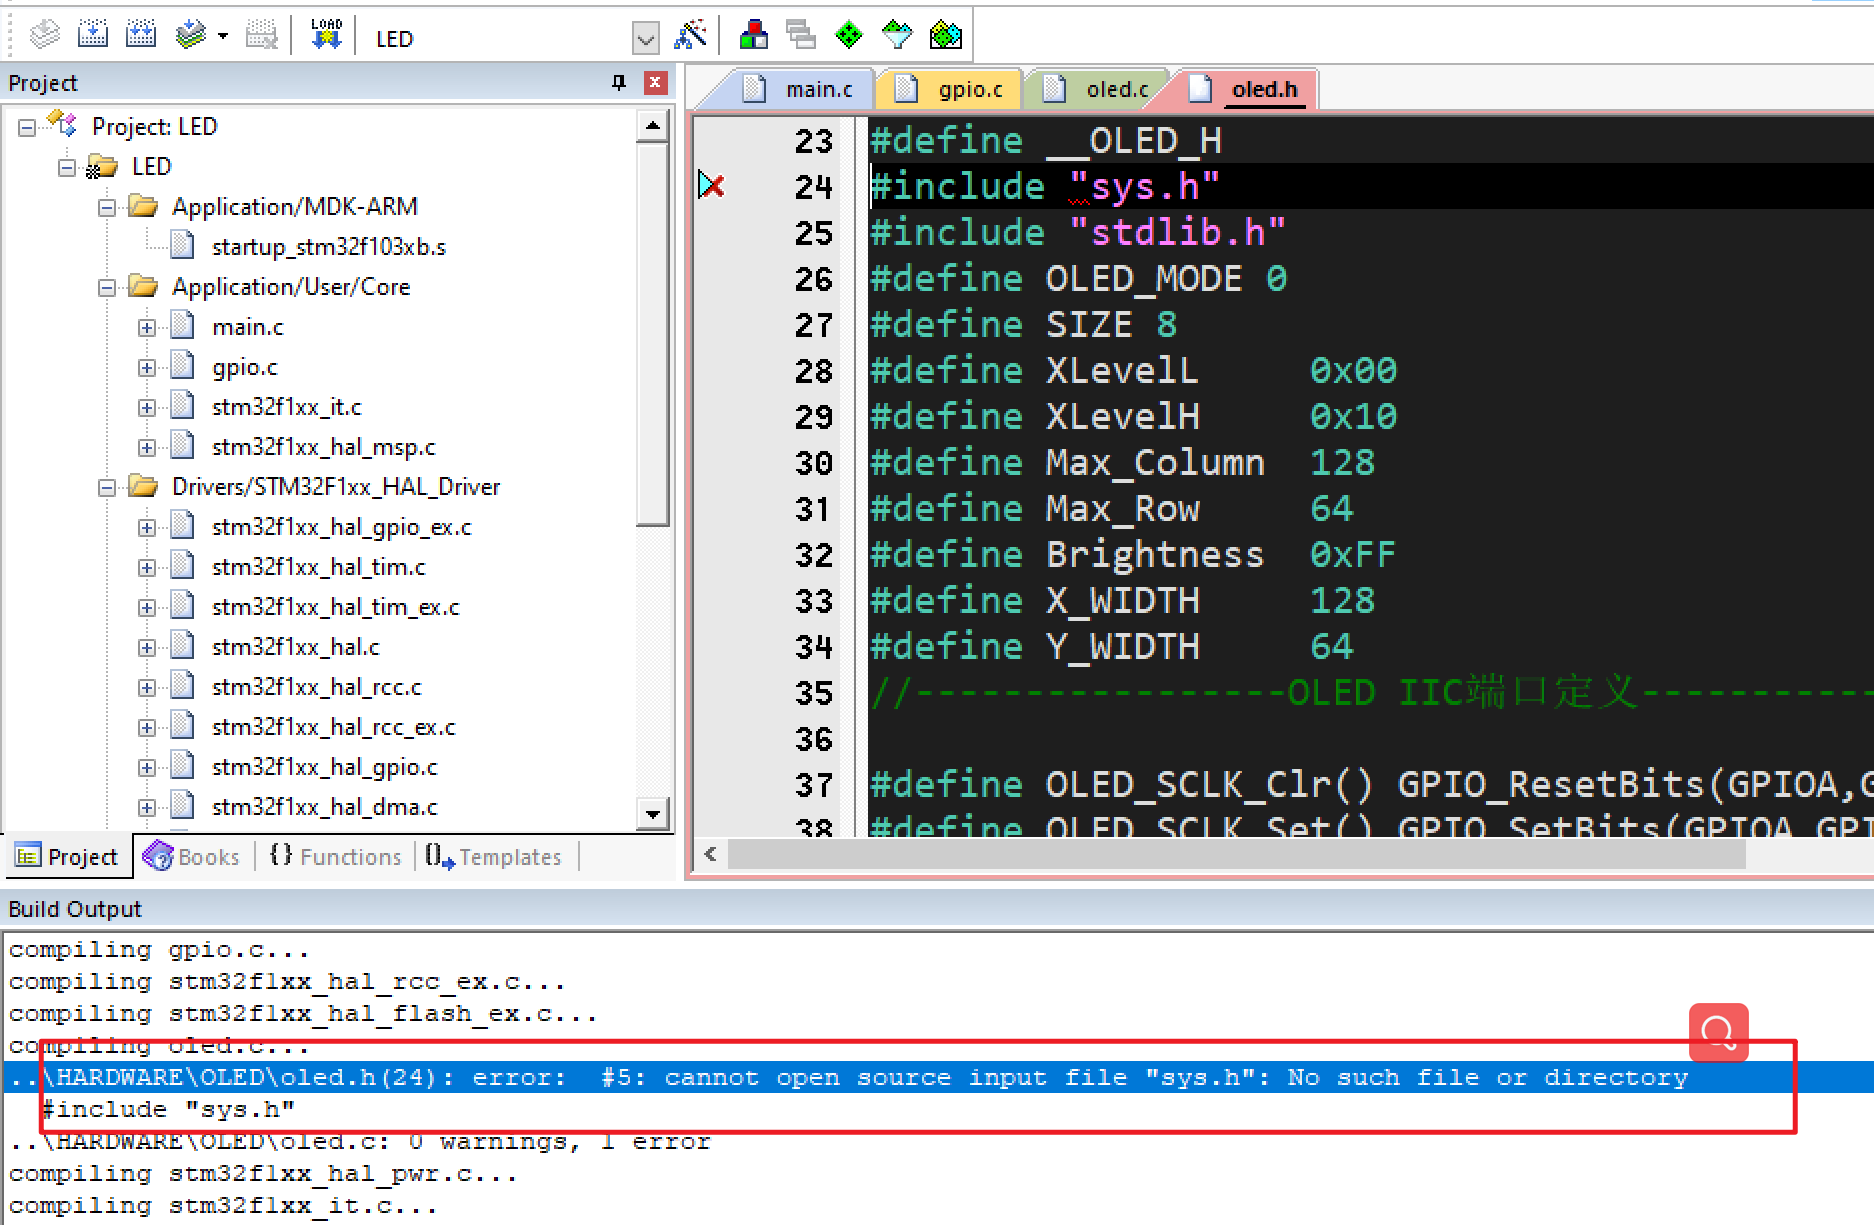 LOAD
LED
Project
Project: LED
LED
Application/MDK-ARM
startup_stm32f103xb.s
Application/User/Core
main.c
gpio.c
stm32f1xx_it.c
stm32f1xx_hal_msp.c
Drivers/STM32F1xx_HAL_Driver
stm32f1xx_hal_gpio_ex.c
stm32f1xx_hal_tim.c
stm32f1xx_hal_tim_ex.c
stm32f1xx_hal.c
stm32f1xx_hal_rcc.c
stm32f1xx_hal_rcc_ex.c
stm32f1xx_hal_gpio.c
stm32f1xx_hal_dma.c
Project
Books
{} Functions
Templates
main.c
gpio.c
oled.c
oled.h
23 #define __OLED_H
24 #include "sys.h"
25 #include "stdlib.h"
26 #define OLED_MODE 0
27 #define SIZE 8
28 #define XLevelL 0x00
29 #define XLevelH 0x10
30 #define Max_Column 128
31 #define Max_Row 64
32 #define Brightness 0xFF
33 #define X_WIDTH 128
34 #define Y_WIDTH 64
35 //-----------------OLED IIC端口定义-----------
36
37 #define OLED_SCLK_Clr() GPIO_ResetBits(GPIOA,G
38 #define OLED_SCLK_Set() GPIO_SetBits(GPIOA,GPI
Build Output
compiling gpio.c...
compiling stm32f1xx_hal_rcc_ex.c...
compiling stm32f1xx_hal_flash_ex.c...
compiling oled.c...
..\HARDWARE\OLED\oled.h(24): error: #5: cannot open source input file "sys.h": No such file or directory
#include "sys.h"
..\HARDWARE\OLED\oled.c: 0 warnings, 1 error
compiling stm32f1xx_hal_pwr.c...
compiling stm32f1xx_it.c...